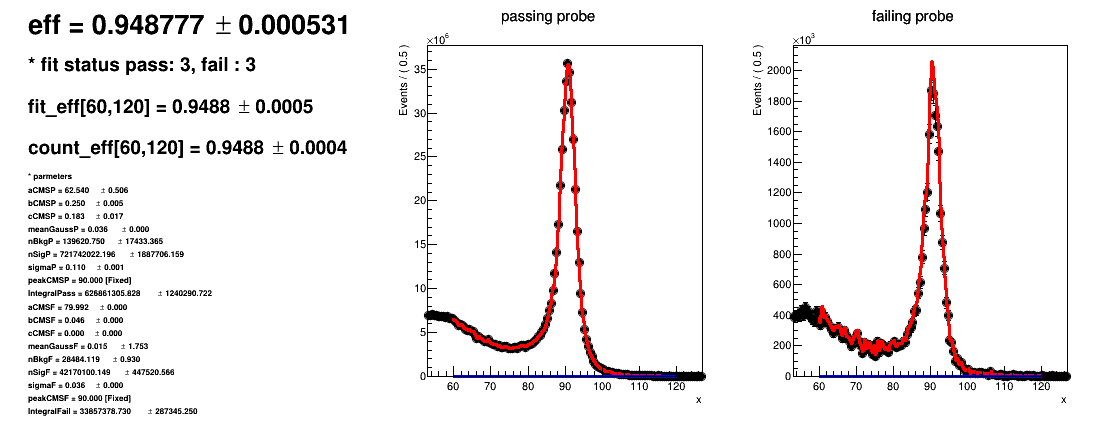 eff = 0.948777 ± 0.000531
* fit status pass: 3, fail : 3
fit_eff[60,120] = 0.9488 ± 0.0005
count_eff[60,120] = 0.9488 ± 0.0004
* parmeters
aCMSP = 62.540 ± 0.506
bCMSP = 0.250 ± 0.005
cCMSP = 0.183 ± 0.017
meanGaussP = 0.036 ± 0.000
nBkgP = 139620.750 ± 17433.365
nSigP = 721742022.196 ± 1887706.159
sigmaP = 0.110 ± 0.001
peakCMSP = 90.000 [Fixed]
IntegralPass = 626861305.828 ± 1240290.722
aCMSF = 79.992 ± 0.000
bCMSF = 0.046 ± 0.000
cCMSF = 0.000 ± 0.000
meanGaussF = 0.015 ± 1.753
nBkgF = 28484.119 ± 0.930
nSigF = 42170100.149 ± 447520.566
sigmaF = 0.036 ± 0.000
peakCMSF = 90.000 [Fixed]
IntegralFail = 33857378.730 ± 287345.250
passing probe
×10⁶
Events / ( 0.5 )
35
30
25
20
15
10
5
0
60 70 80 90 100 110 120
x
failing probe
×10³
Events / ( 0.5 )
2000
1800
1600
1400
1200
1000
800
600
400
200
0
60 70 80 90 100 110 120
x